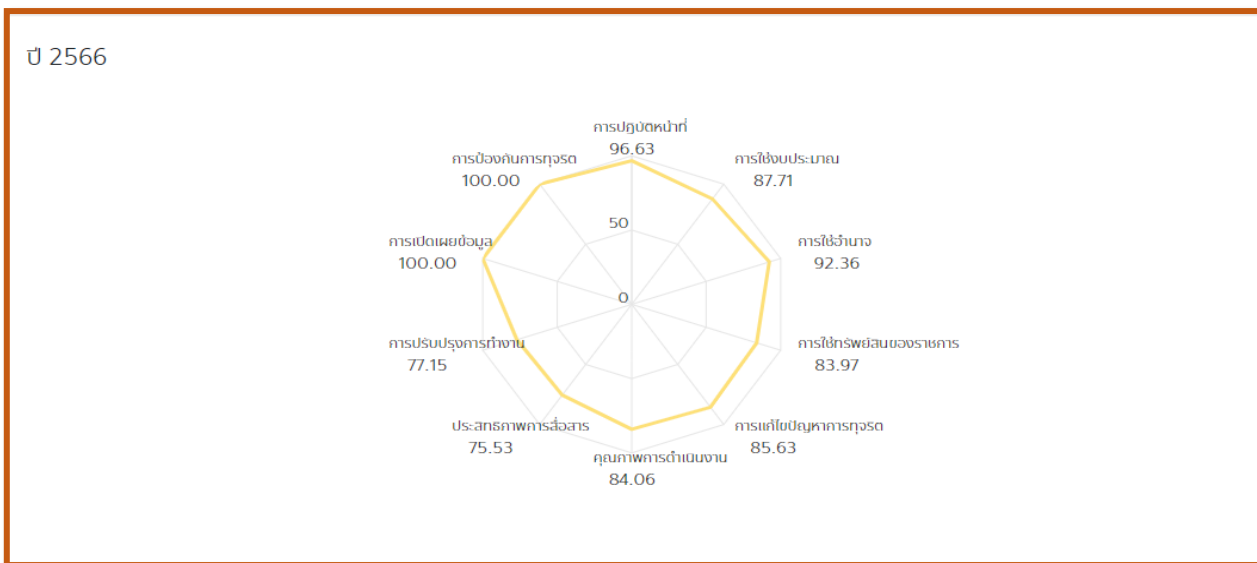 ปี 2566
การปฏิบัติหน้าที่
96.63
การใช้งบประมาณ
87.71
การใช้อำนาจ
92.36
การใช้ทรัพย์สินของราชการ
83.97
การแก้ไขปัญหาการทุจริต
85.63
คุณภาพการดำเนินงาน
84.06
ประสิทธิภาพการสื่อสาร
75.53
การปรับปรุงการทำงาน
77.15
การเปิดเผยข้อมูล
100.00
การป้องกันการทุจริต
100.00
50
0